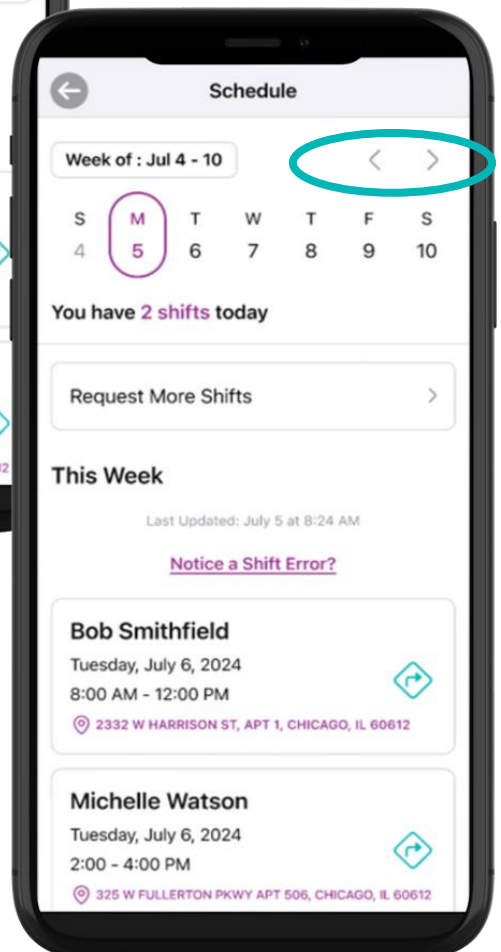 Schedule
Week of : Jul 4 - 10
S M T W T F S
4 5 6 7 8 9 10
You have 2 shifts today
Request More Shifts
This Week
Last Updated: July 5 at 8:24 AM
Notice a Shift Error?
Bob Smithfield
Tuesday, July 6, 2024
8:00 AM - 12:00 PM
2332 W HARRISON ST, APT 1, CHICAGO, IL 60612
Michelle Watson
Tuesday, July 6, 2024
2:00 - 4:00 PM
325 W FULLERTON PKWY APT 506, CHICAGO, IL 60612